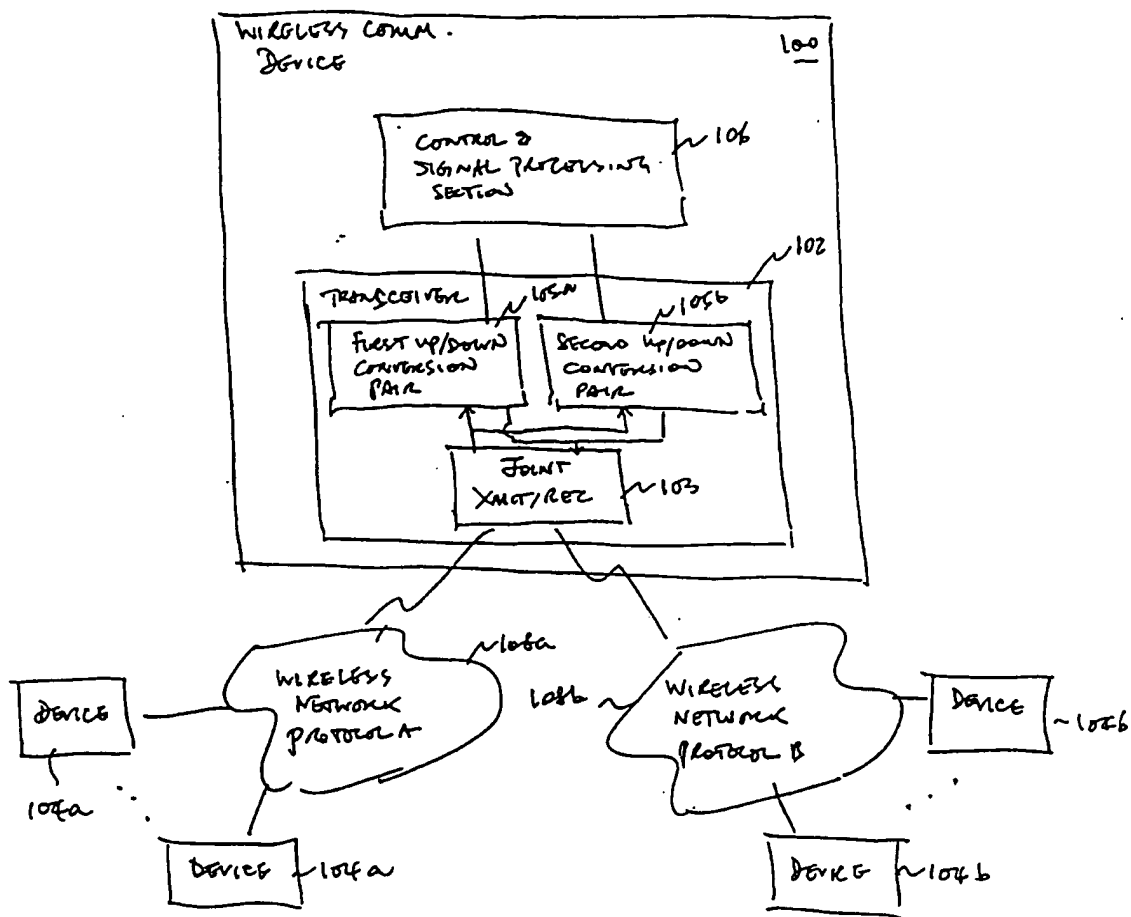 WIRELESS COMM.
DEVICE
100
CONTROL &
SIGNAL PROCESSING
SECTION
106
102
TRANSCEIVER
105a
105b
FIRST UP/DOWN
CONVERSION
PAIR
SECOND UP/DOWN
CONVERSION
PAIR
JOINT
XMIT/REC
103
108a
WIRELESS
NETWORK
PROTOCOL A
108b
WIRELESS
NETWORK
PROTOCOL B
DEVICE
104a
DEVICE
104b
DEVICE
104a
DEVICE
104b